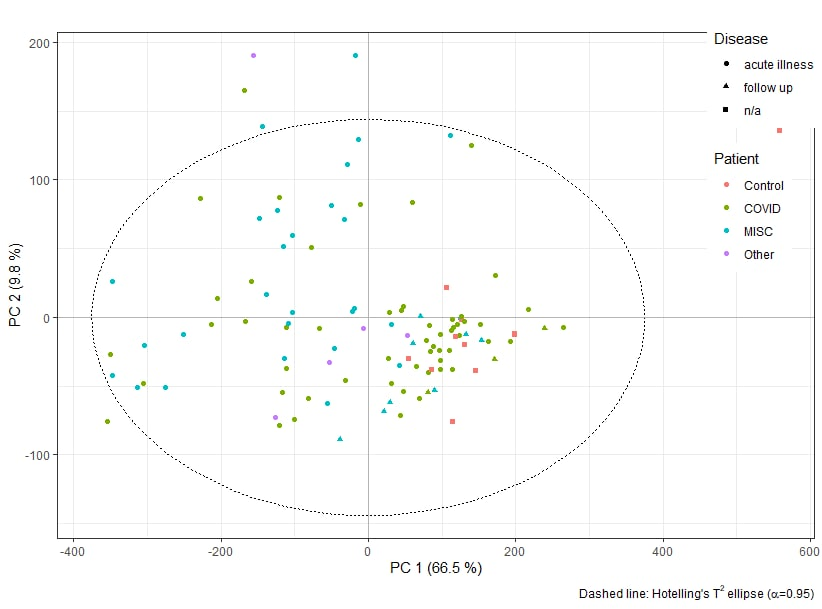 Disease
acute illness
follow up
n/a
Patient
Control
COVID
MISC
Other
PC 2 (9.8 %)
200
100
0
-100
-400
-200
0
200
400
600
PC 1 (66.5 %)
Dashed line: Hotelling's T² ellipse (α=0.95)